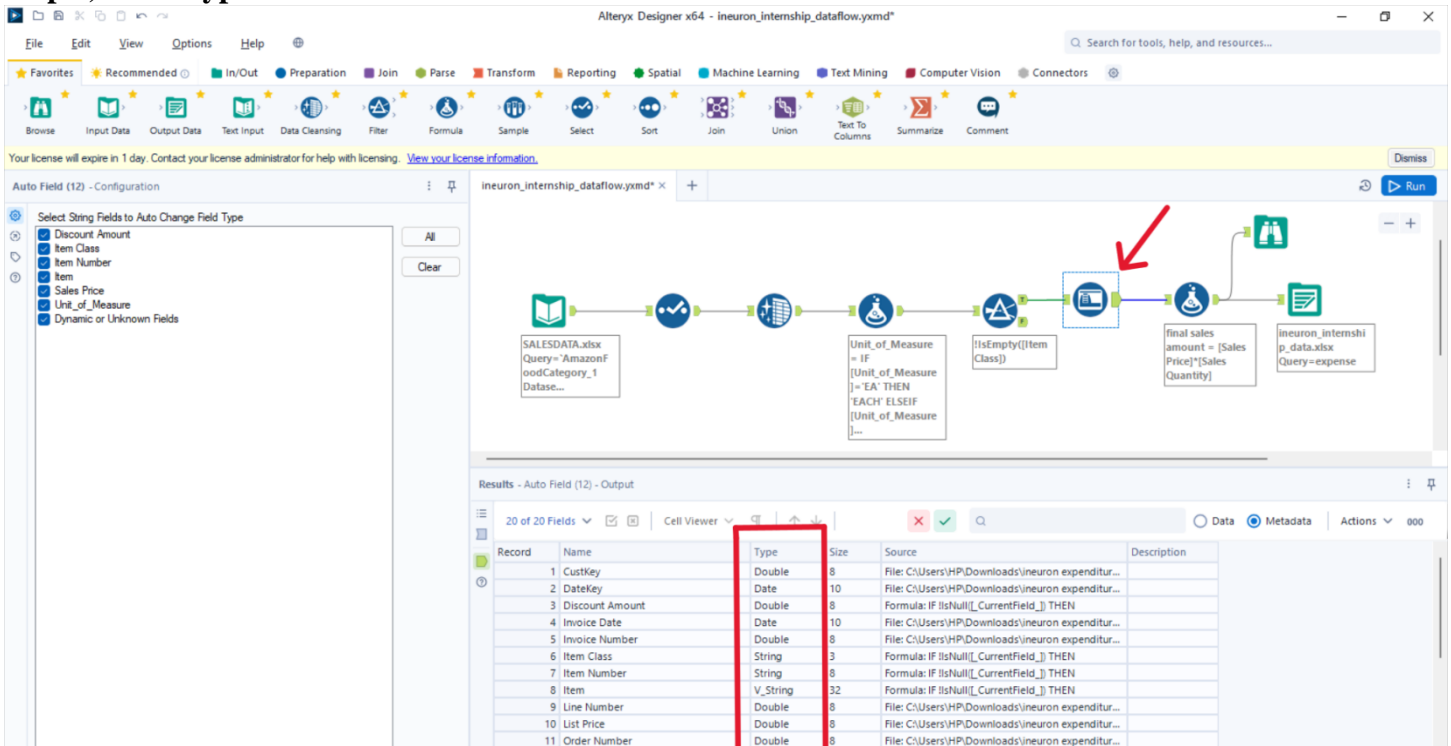 Alteryx Designer x64 - ineuron_internship_dataflow.yxmd*
File Edit View Options Help
Search for tools, help, and resources...
Favorites Recommended In/Out Preparation Join Parse Transform Reporting Spatial Machine Learning Text Mining Computer Vision Connectors
Browse Input Data Output Data Text Input Data Cleansing Filter Formula Sample Select Sort Join Union Text To Columns Summarize Comment
Your license will expire in 1 day. Contact your license administrator for help with licensing. View your license information. Dismiss
Auto Field (12) - Configuration
ineuron_internship_dataflow.yxmd*
Run
Select String Fields to Auto Change Field Type
Discount Amount
Item Class
Item Number
Item
Sales Price
Unit_of_Measure
Dynamic or Unknown Fields
All
Clear
SALESDATA.xlsx
Query=`AmazonF
oodCategory_1
Datase...
Unit_of_Measure
= IF
[Unit_of_Measure
]='EA' THEN
'EACH' ELSEIF
[Unit_of_Measure
]...
!IsEmpty([Item
Class])
T
F
final sales
amount = [Sales
Price]*[Sales
Quantity]
ineuron_internshi
p_data.xlsx
Query=expense
Results - Auto Field (12) - Output
20 of 20 Fields Cell Viewer Data Metadata Actions 000
Record Name Type Size Source Description
1 CustKey Double 8 File: C:\Users\HP\Downloads\ineuron expenditur...
2 DateKey Date 10 File: C:\Users\HP\Downloads\ineuron expenditur...
3 Discount Amount Double 8 Formula: IF !IsNull([_CurrentField_]) THEN
4 Invoice Date Date 10 File: C:\Users\HP\Downloads\ineuron expenditur...
5 Invoice Number Double 8 File: C:\Users\HP\Downloads\ineuron expenditur...
6 Item Class String 3 Formula: IF !IsNull([_CurrentField_]) THEN
7 Item Number String 8 Formula: IF !IsNull([_CurrentField_]) THEN
8 Item V_String 32 Formula: IF !IsNull([_CurrentField_]) THEN
9 Line Number Double 8 File: C:\Users\HP\Downloads\ineuron expenditur...
10 List Price Double 8 File: C:\Users\HP\Downloads\ineuron expenditur...
11 Order Number Double 8 File: C:\Users\HP\Downloads\ineuron expenditur...